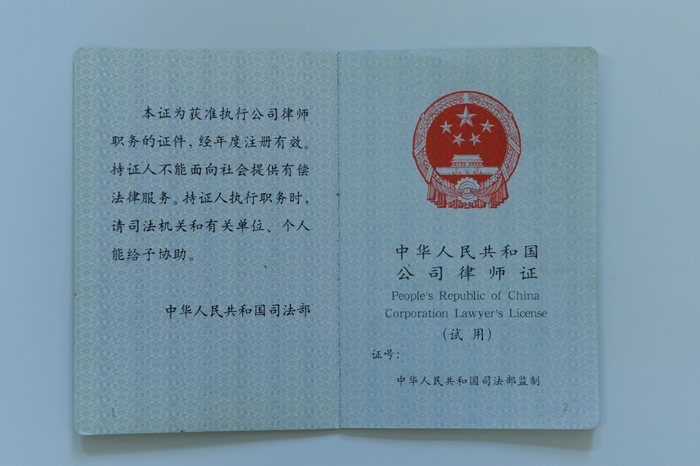 本证为获准执行公司律师
职务的证件，经年度注册有效。
持证人不能面向社会提供有偿
法律服务。持证人执行职务时，
请司法机关和有关单位、个人
能给予协助。
中华人民共和国司法部
1
中华人民共和国
公司律师证
People's Republic of China
Corporation Lawyer's License
（试用）
证号：
中华人民共和国司法部监制
2